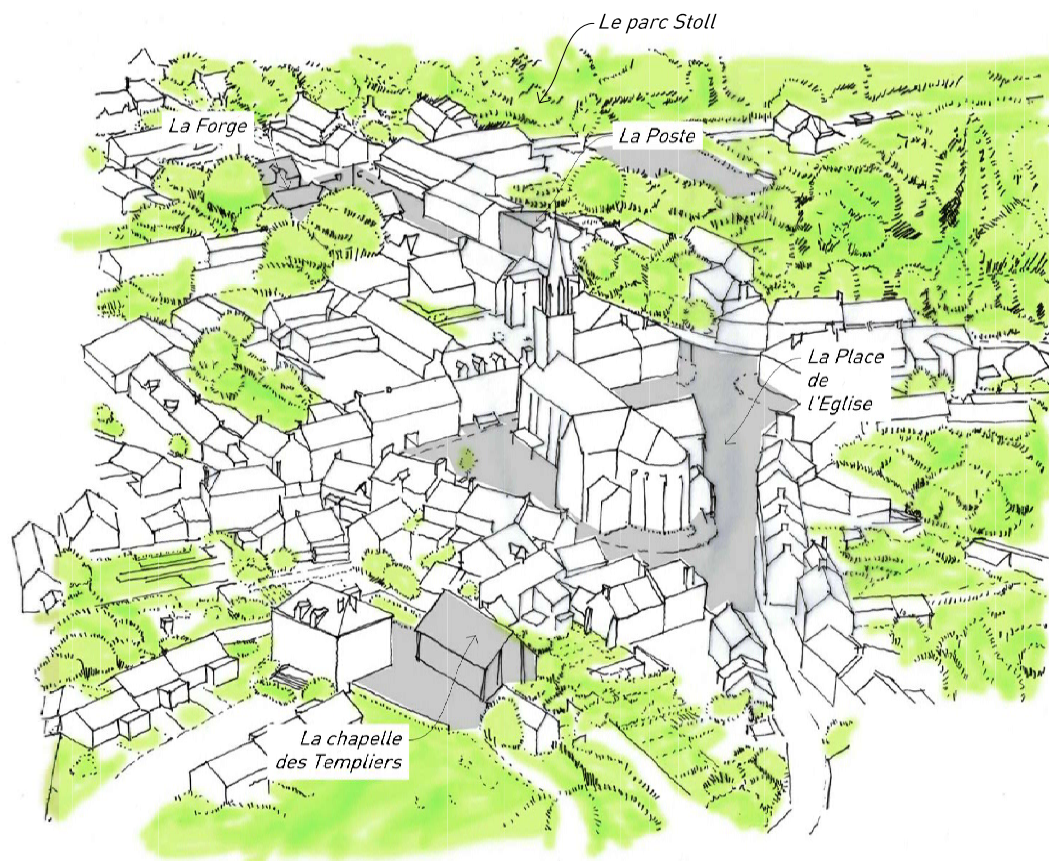 Le parc Stoll
La Forge
La Poste
La Place
de
l'Eglise
La chapelle
des Templiers